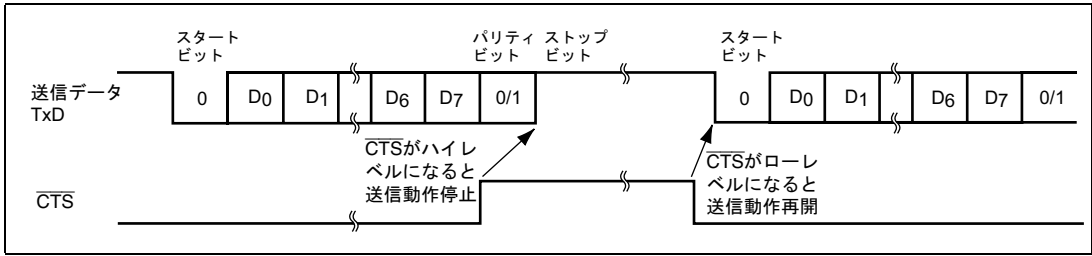 スタート
ビット
パリティ ストップ
ビット ビット
スタート
ビット
送信データ
TxD
0 D0 D1 D6 D7 0/1 0 D0 D1 D6 D7 0/1
CTSがハイレ
ベルになると
送信動作停止
CTSがローレ
ベルになると
送信動作再開
CTS